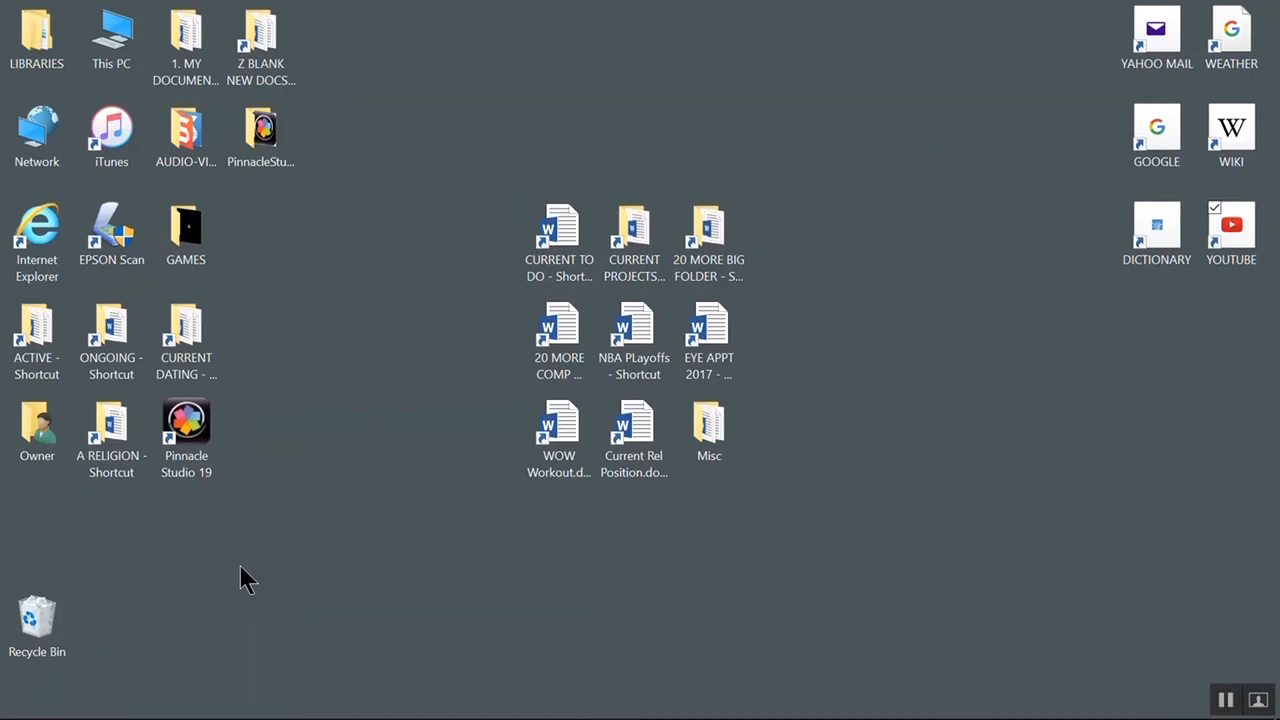 LIBRARIES
This PC
1. MY
DOCUMEN...
Z BLANK
NEW DOCS...
YAHOO MAIL
WEATHER
Network
iTunes
AUDIO-VI...
PinnacleStu...
GOOGLE
W
WIKI
Internet
Explorer
EPSON Scan
GAMES
CURRENT TO
DO - Short...
CURRENT
PROJECTS...
20 MORE BIG
FOLDER - S...
DICTIONARY
YOUTUBE
ACTIVE -
Shortcut
ONGOING -
Shortcut
CURRENT
DATING - ...
20 MORE
COMP ...
NBA PLayoffs
- Shortcut
EYE APPT
2017 - ...
Owner
A RELIGION -
Shortcut
Pinnacle
Studio 19
WOW
Workout.d...
Current Rel
Position.do...
Misc
Recycle Bin